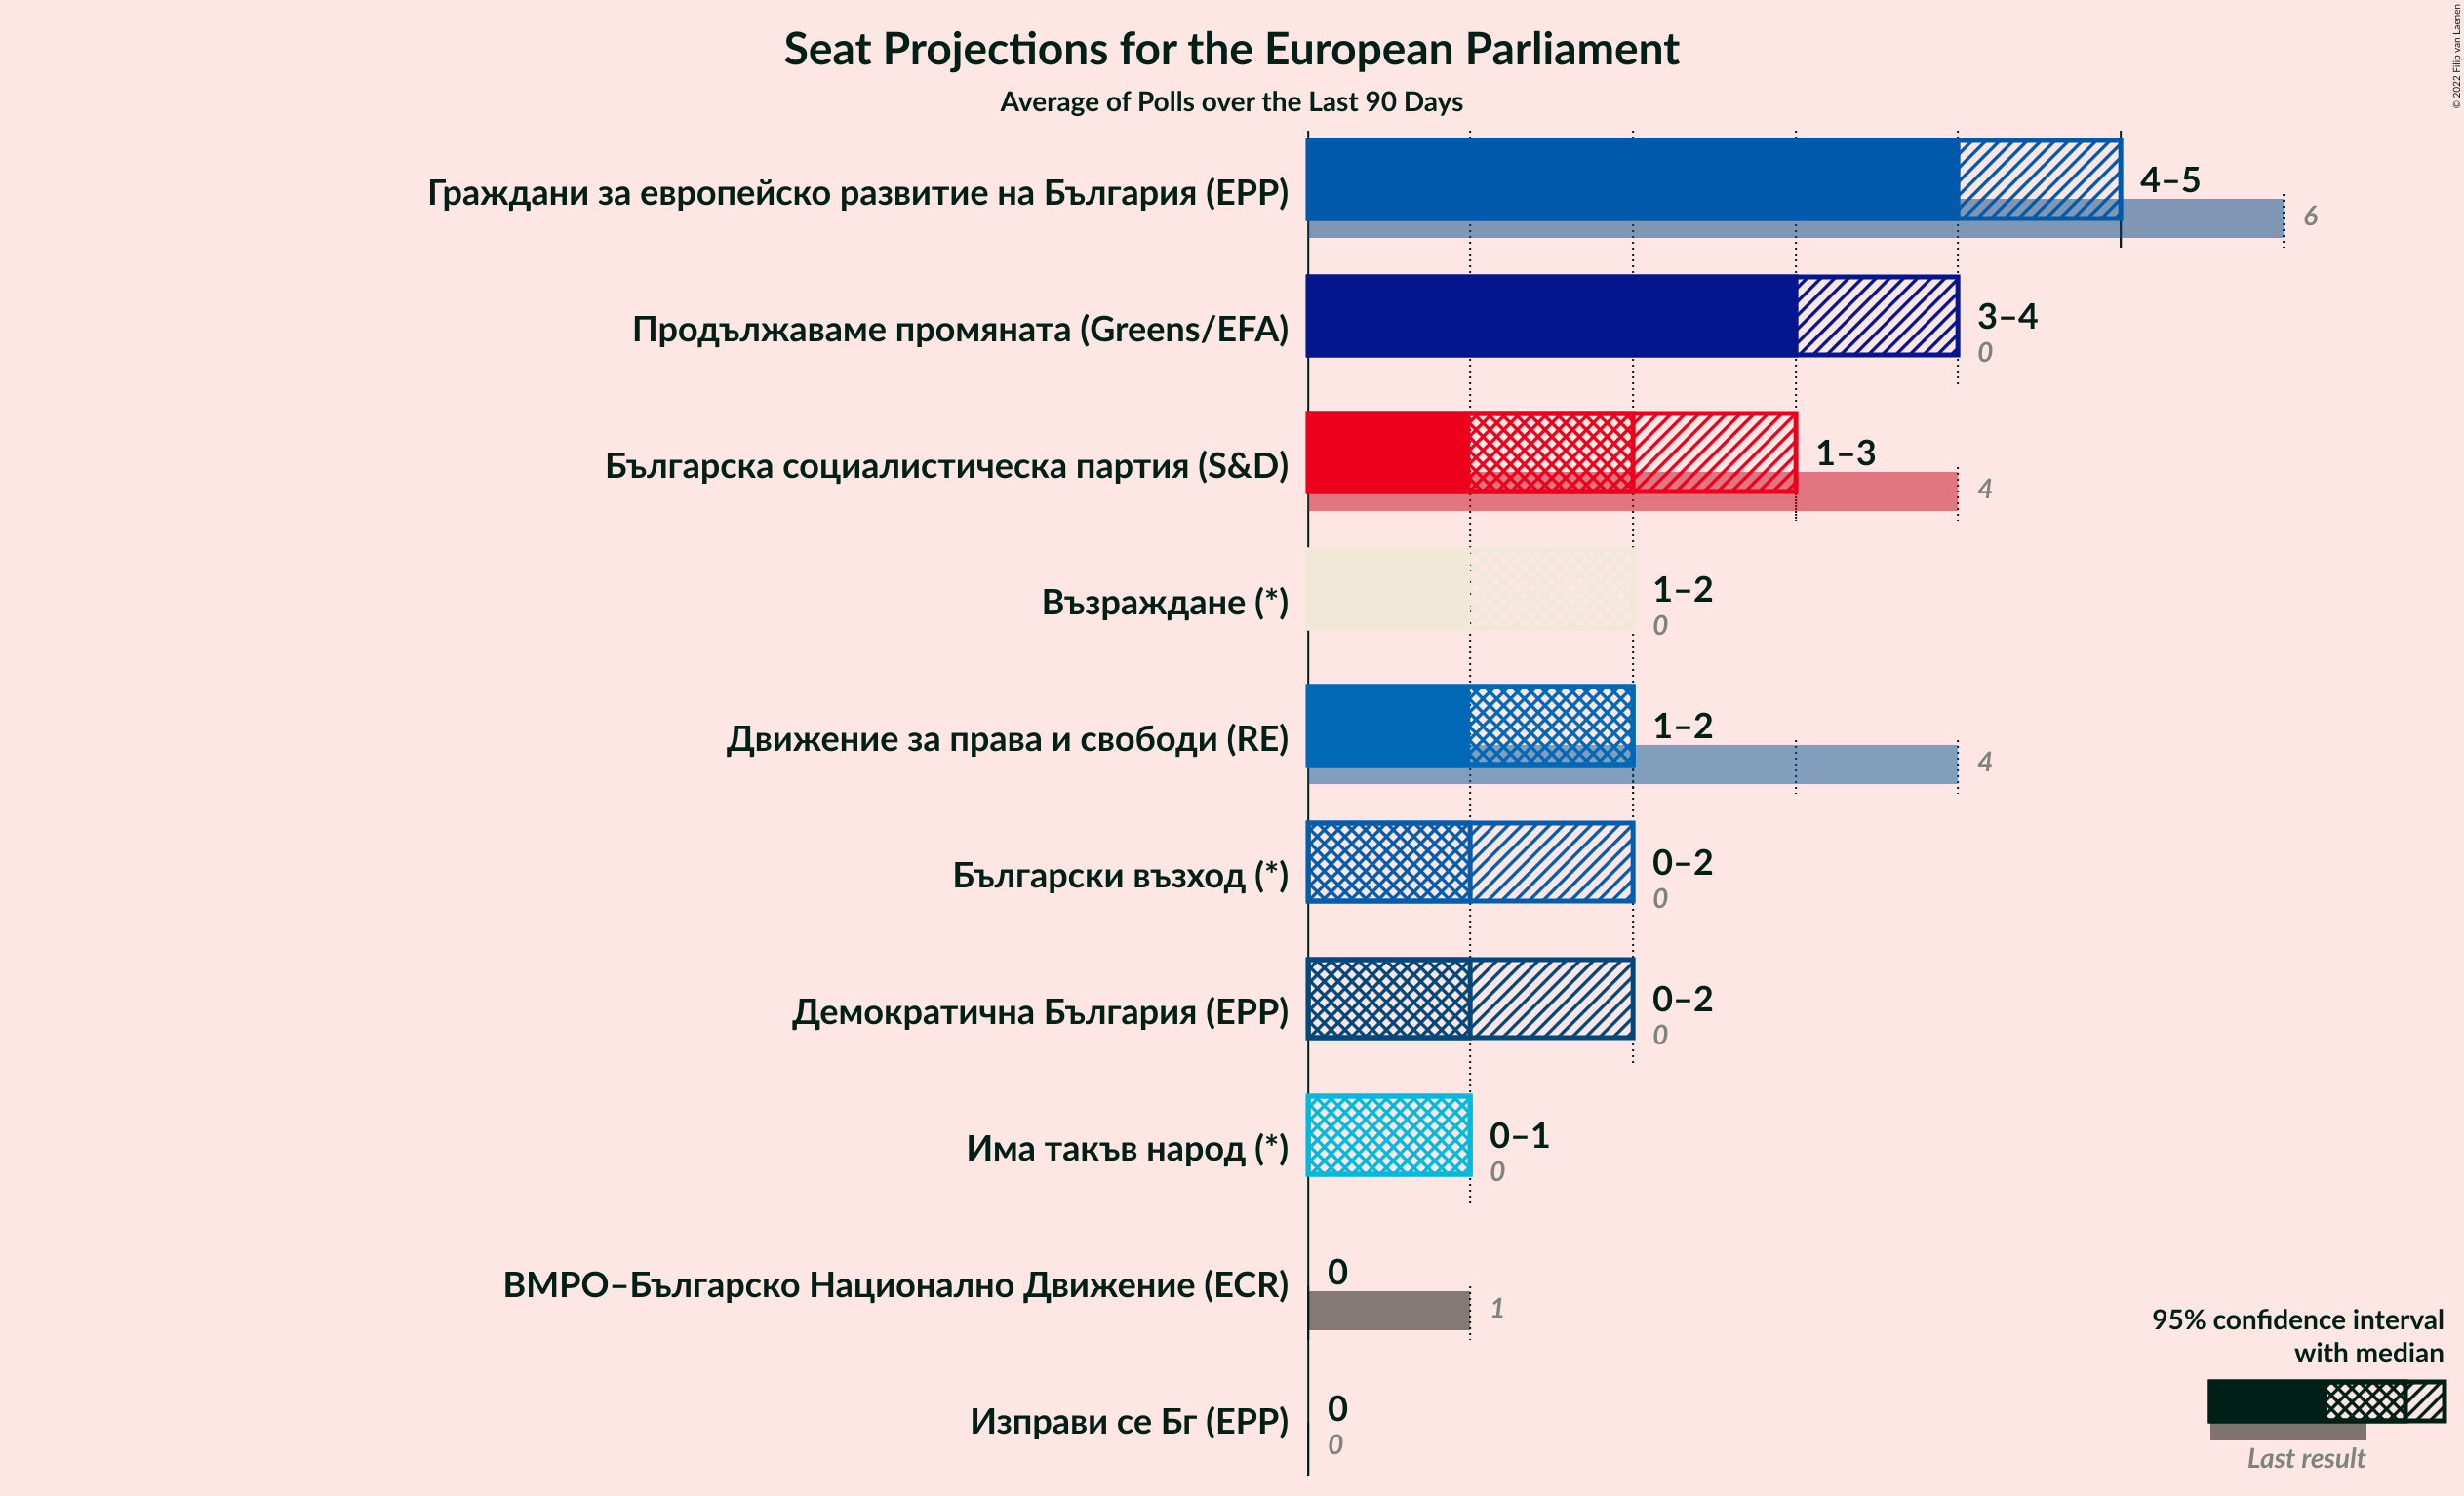 Seat Projections for the European Parliament
Average of Polls over the Last 90 Days
© 2022 Filip van Laenen
Граждани за европейско развитие на България (EPP)
4–5
6
Продължаваме промяната (Greens/EFA)
3–4
0
Българска социалистическа партия (S&D)
1–3
4
Възраждане (*)
1–2
0
Движение за права и свободи (RE)
1–2
4
Български възход (*)
0–2
0
Демократична България (EPP)
0–2
0
Има такъв народ (*)
0–1
0
ВМРО–Българско Национално Движение (ECR)
0
1
Изправи се Бг (EPP)
0
0
95% confidence interval
with median
Last result